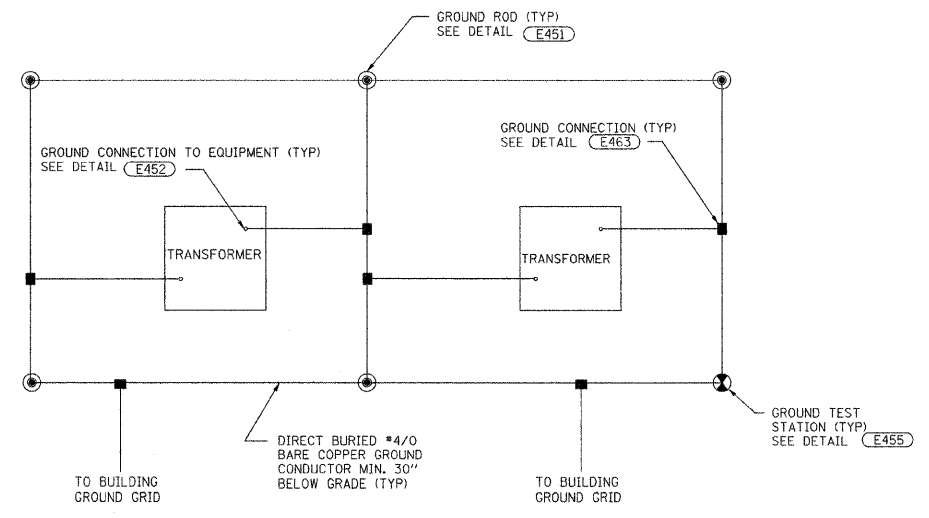 GROUND ROD (TYP)
SEE DETAIL E451
GROUND CONNECTION (TYP)
SEE DETAIL E463
GROUND CONNECTION TO EQUIPMENT (TYP)
SEE DETAIL E452
TRANSFORMER
TRANSFORMER
GROUND TEST
STATION (TYP)
SEE DETAIL E455
DIRECT BURIED #4/0
BARE COPPER GROUND
CONDUCTOR MIN. 30"
BELOW GRADE (TYP)
TO BUILDING
GROUND GRID
TO BUILDING
GROUND GRID